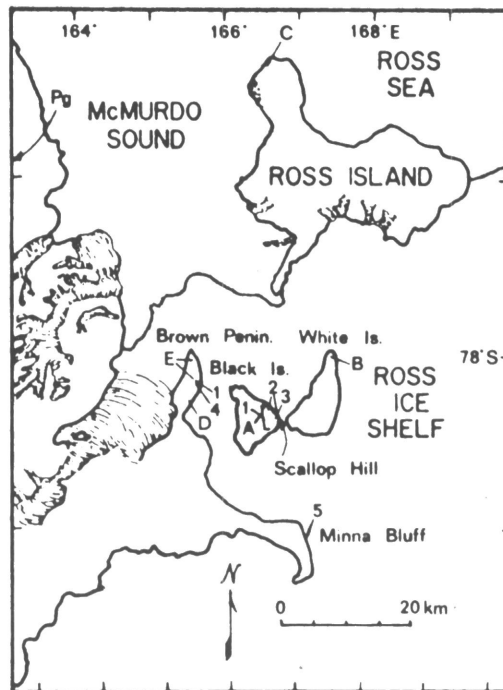 164°
166°
168°E
C
ROSS
SEA
Pg
McMURDO
SOUND
ROSS ISLAND
Brown Penin.
White Is.
78°S
E
Black Is.
B
ROSS
ICE
SHELF
1
4
2
3
1
A
L
D
Scallop Hill
5
Minna Bluff
N
0
20 km